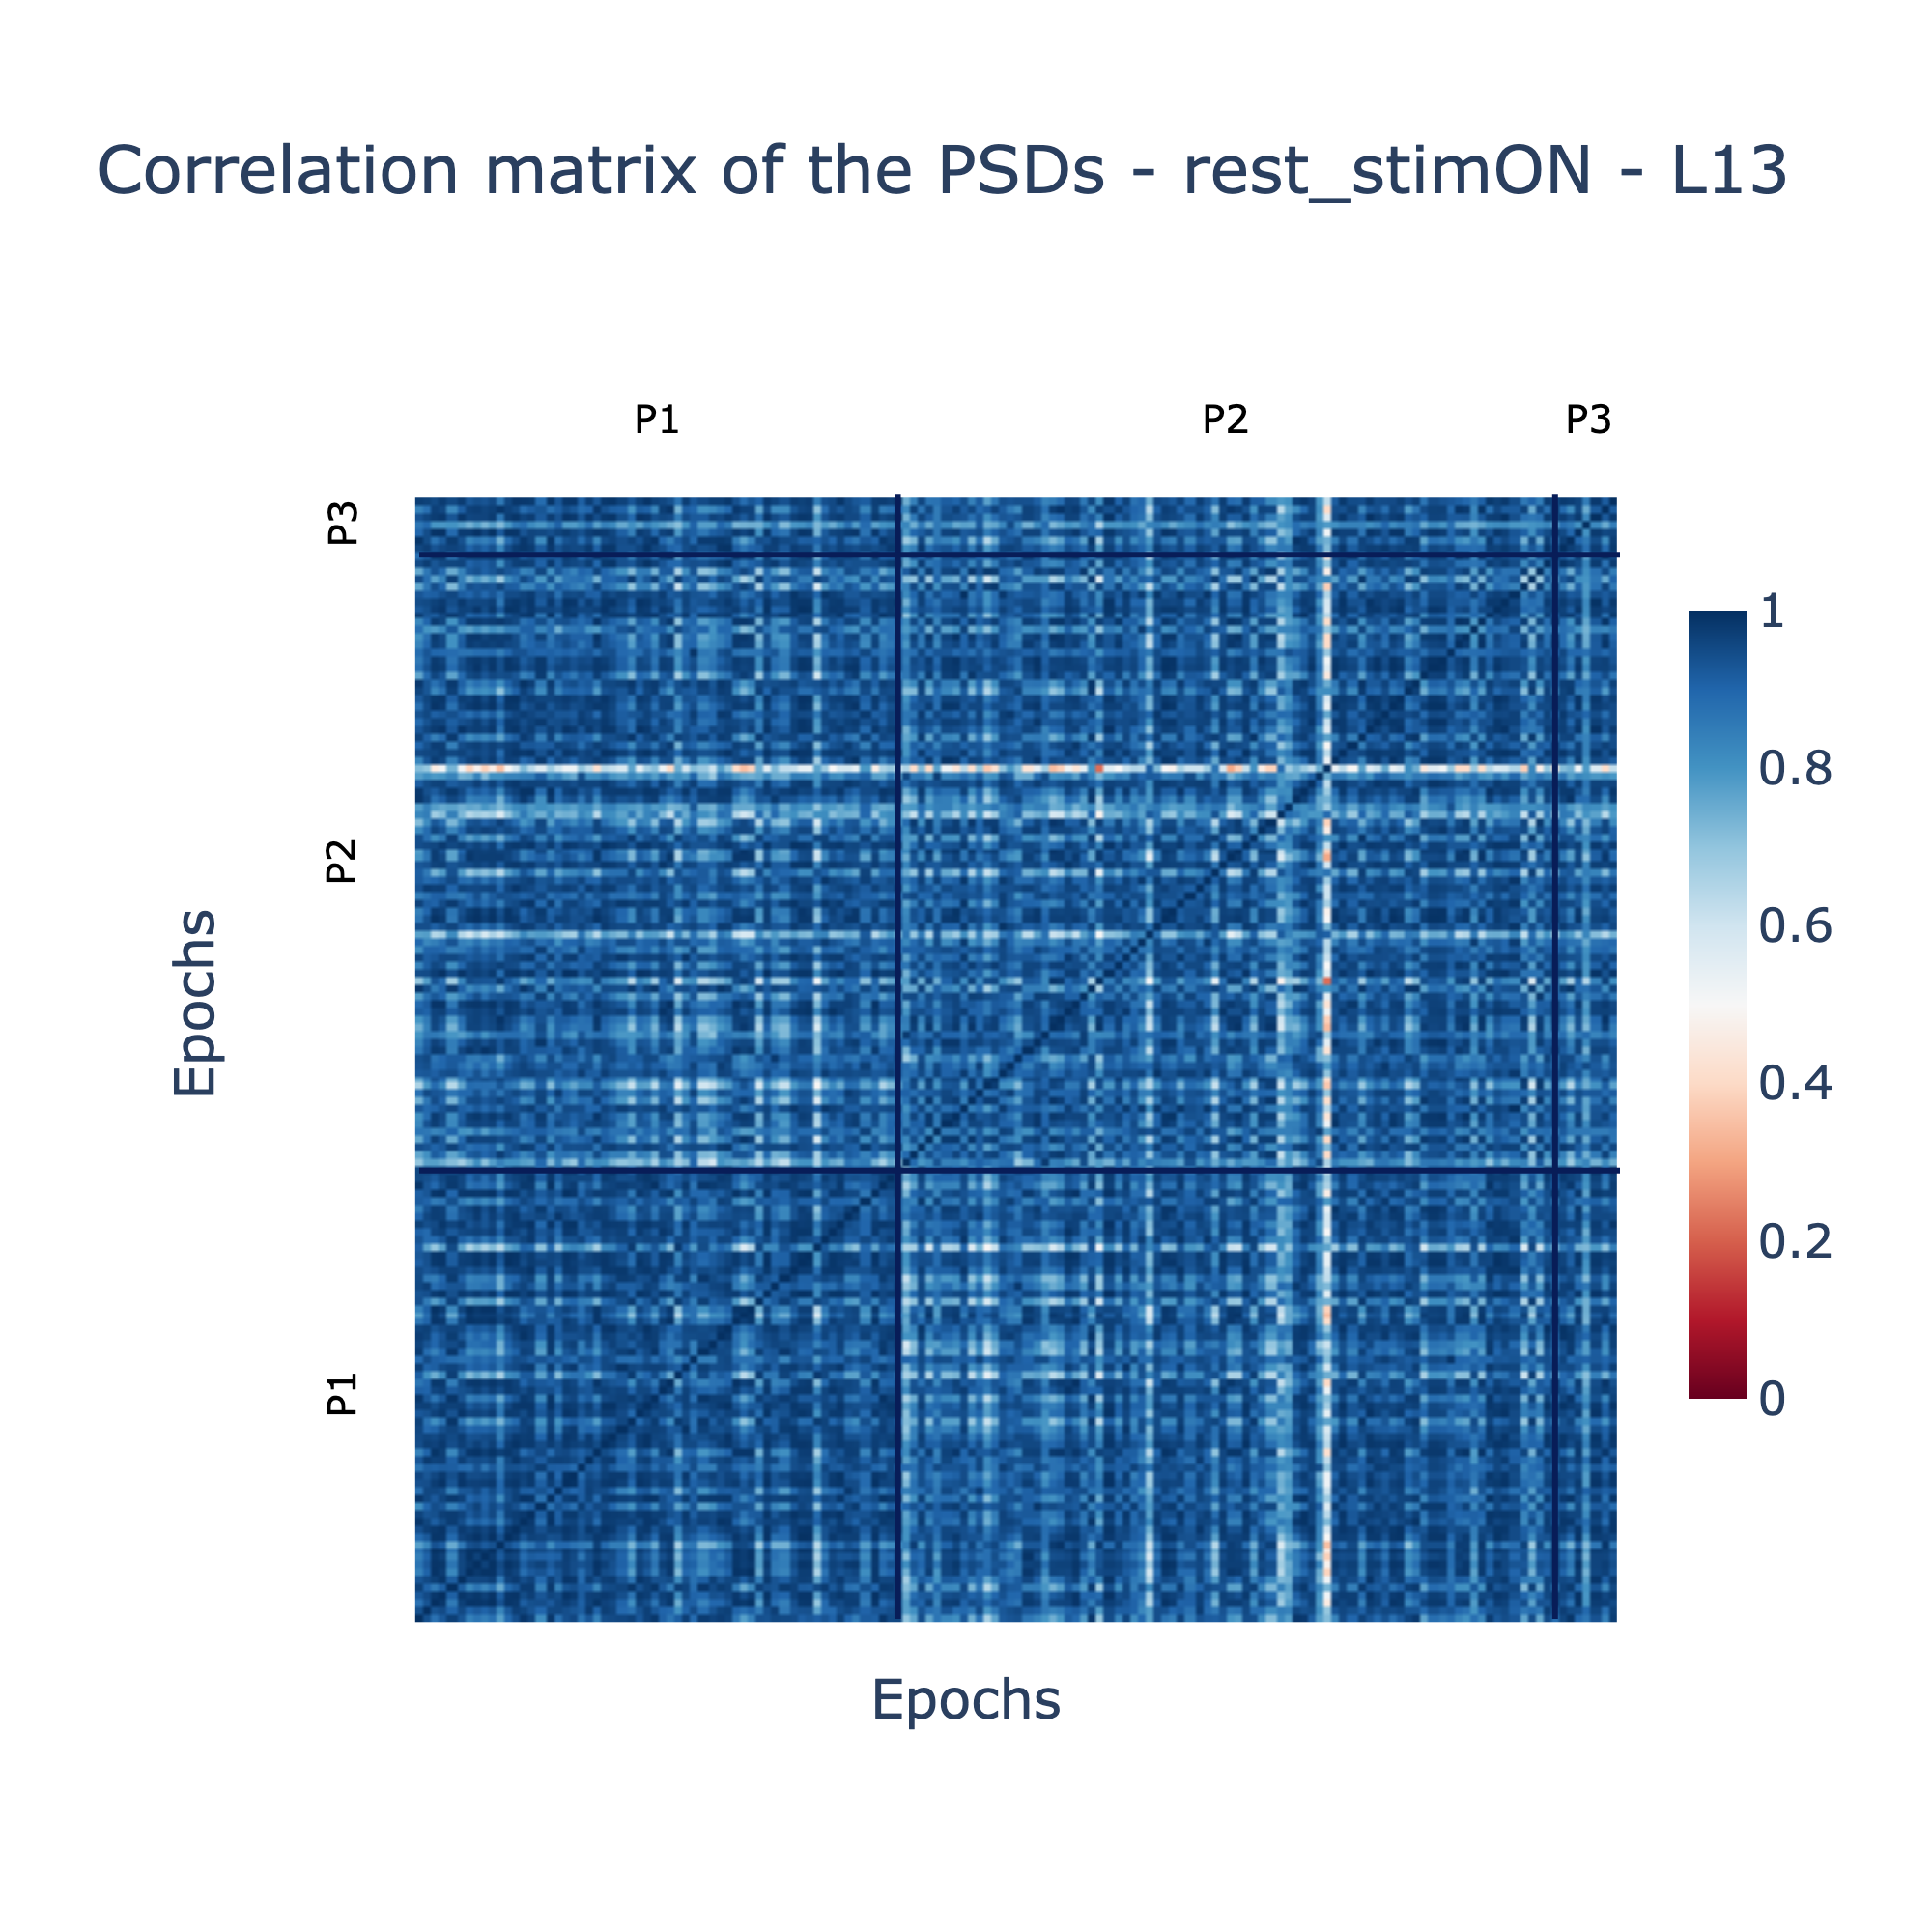 Correlation matrix of the PSDs - rest_stimON - L13
P1 P2 P3
P3
P2
P1
Epochs
1
0.8
0.6
0.4
0.2
0
Epochs